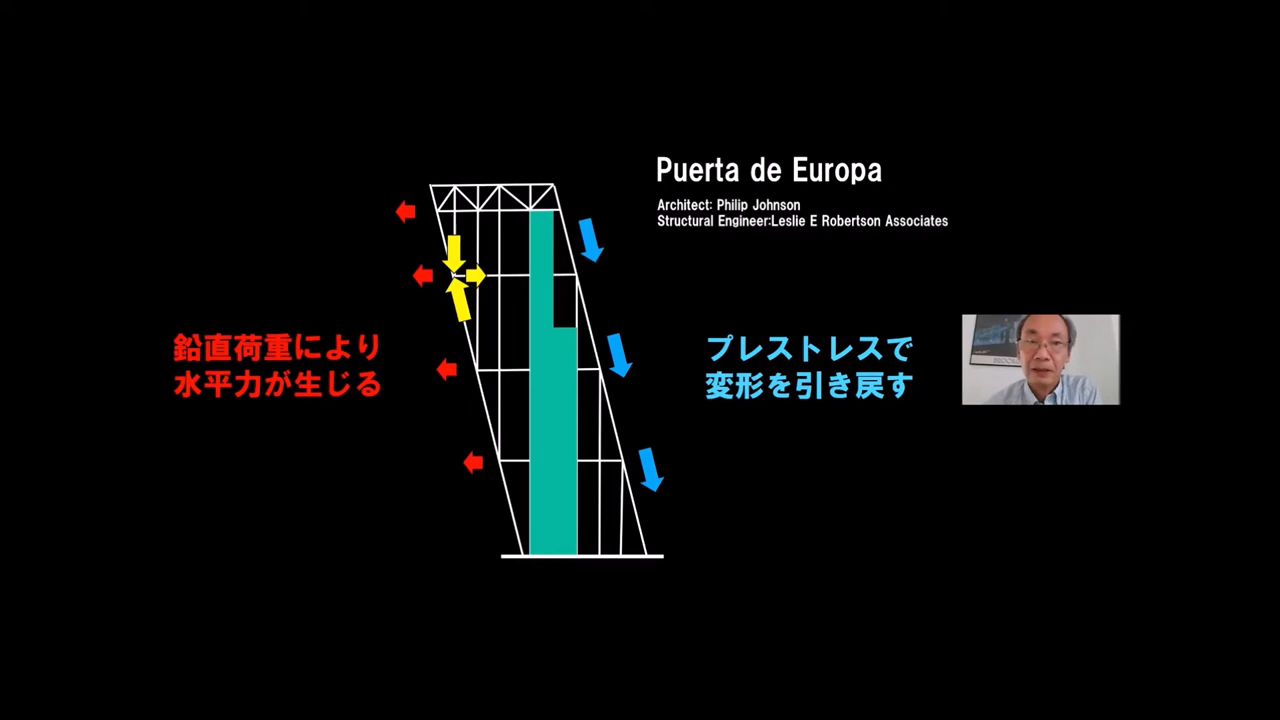 Puerta de Europa
Architect: Philip Johnson
Structural Engineer:Leslie E Robertson Associates
鉛直荷重により
水平力が生じる
プレストレスで
変形を引き戻す